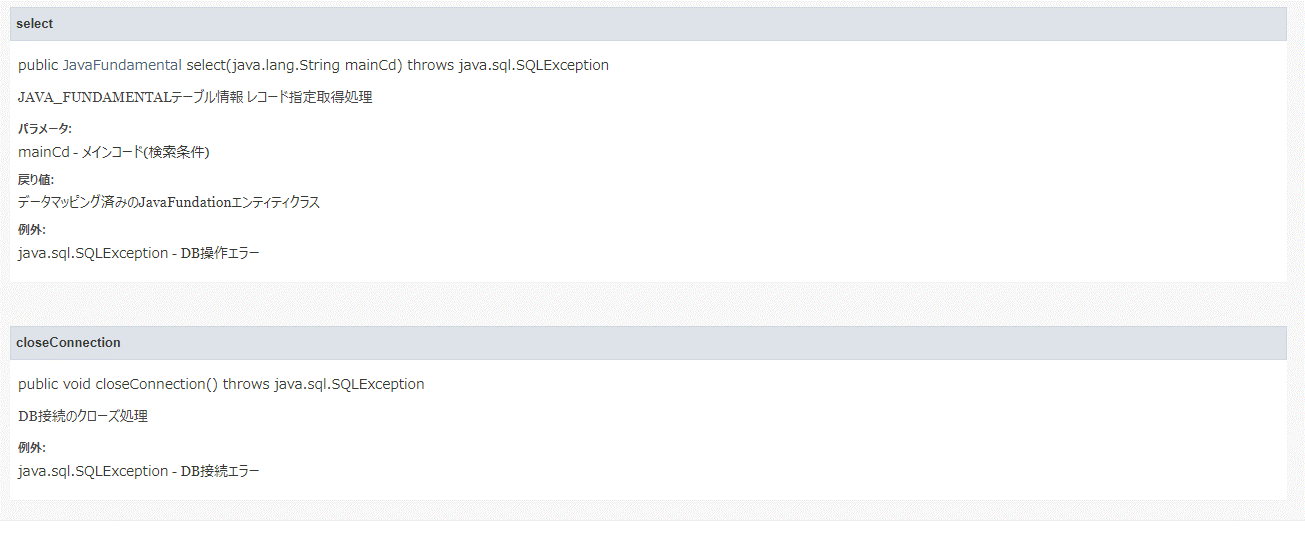 select
public JavaFundamental select(java.lang.String mainCd) throws java.sql.SQLException
JAVA_FUNDAMENTALテーブル情報 レコード指定取得処理
パラメータ:
mainCd - メインコード(検索条件)
戻り値:
データマッピング済みのJavaFundationエンティティクラス
例外:
java.sql.SQLException - DB操作エラー
closeConnection
public void closeConnection() throws java.sql.SQLException
DB接続のクローズ処理
例外:
java.sql.SQLException - DB接続エラー